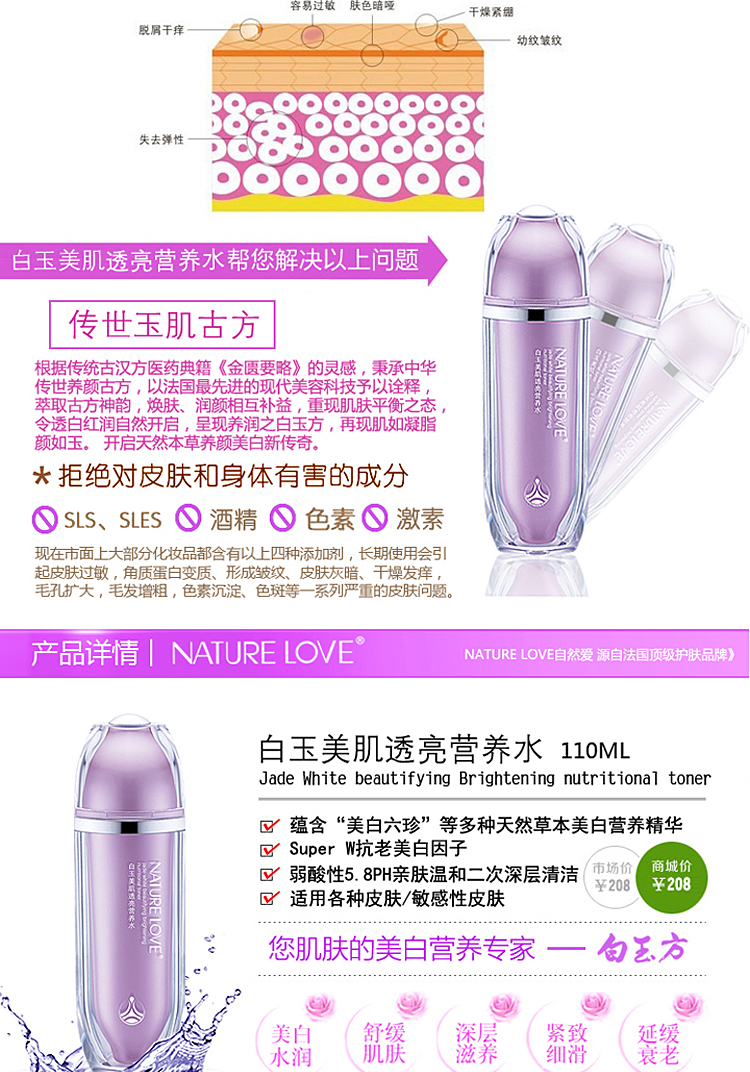 容易过敏 肤色暗哑
干燥紧绷
脱屑干痒
幼纹皱纹
失去弹性
白玉美肌透亮营养水帮您解决以上问题
传世玉肌古方
根据传统古汉方医药典籍《金匮要略》的灵感，秉承中华
传世养颜古方，以法国最先进的现代美容科技予以诠释，
萃取古方神韵，焕肤、润颜相互补益，重现肌肤平衡之态，
令透白红润自然开启，呈现养润之白玉方，再现肌如凝脂
颜如玉。 开启天然本草养颜美白新传奇。
* 拒绝对皮肤和身体有害的成分
SLS、SLES 酒精 色素 激素
现在市面上大部分化妆品都含有以上四种添加剂，长期使用会引
起皮肤过敏，角质蛋白变质、形成皱纹、皮肤灰暗、干燥发痒，
毛孔扩大，毛发增粗，色素沉淀、色斑等一系列严重的皮肤问题。
NATURE LOVE®
jade white beautifying brightening
nutritional toner
白玉美肌透亮营养水
NATURE LOVE®
产品详情 | NATURE LOVE®
NATURE LOVE自然爱 源自法国顶级护肤品牌》
白玉美肌透亮营养水 110ML
Jade White beautifying Brightening nutritional toner
蕴含“美白六珍”等多种天然草本美白营养精华
Super W抗老美白因子
弱酸性5.8PH亲肤温和二次深层清洁
适用各种皮肤/敏感性皮肤
市场价
￥208
商城价
￥208
您肌肤的美白营养专家 — 白玉方
NATURE LOVE®
jade white beautifying brightening
nutritional toner
白玉美肌透亮营养水
美白 舒缓 深层 紧致 延缓
水润 肌肤 滋养 细滑 衰老